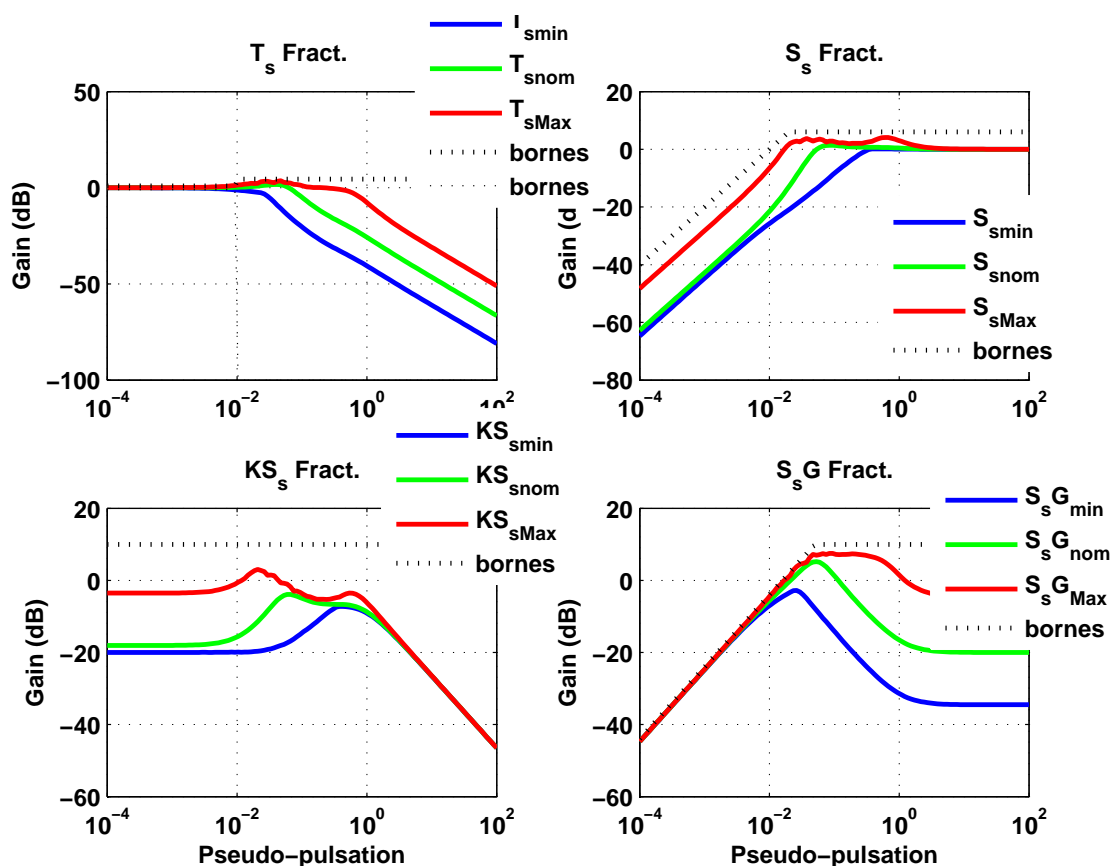 T_s Fract.
Gain (dB)
50
0
−50
−100
10^−4
10^−2
10^0
10^2
T_smin
T_snom
T_sMax
bornes
bornes
S_s Fract.
Gain (d
20
0
−20
−40
−60
−80
10^−4
10^−2
10^0
10^2
S_smin
S_snom
S_sMax
bornes
KS_s Fract.
Gain (dB)
20
0
−20
−40
−60
10^−4
10^−2
10^0
10^2
Pseudo−pulsation
KS_smin
KS_snom
KS_sMax
bornes
S_sG Fract.
Gain (dB)
20
0
−20
−40
−60
10^−4
10^−2
10^0
10^2
Pseudo−pulsation
S_sG_min
S_sG_nom
S_sG_Max
bornes